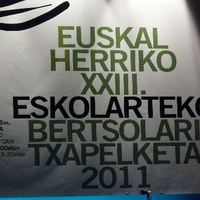 EUSKAL
HERRIKO
XXIII.
ESKOLARTEKO
BERTSOLARI
TXAPELKETA
2011